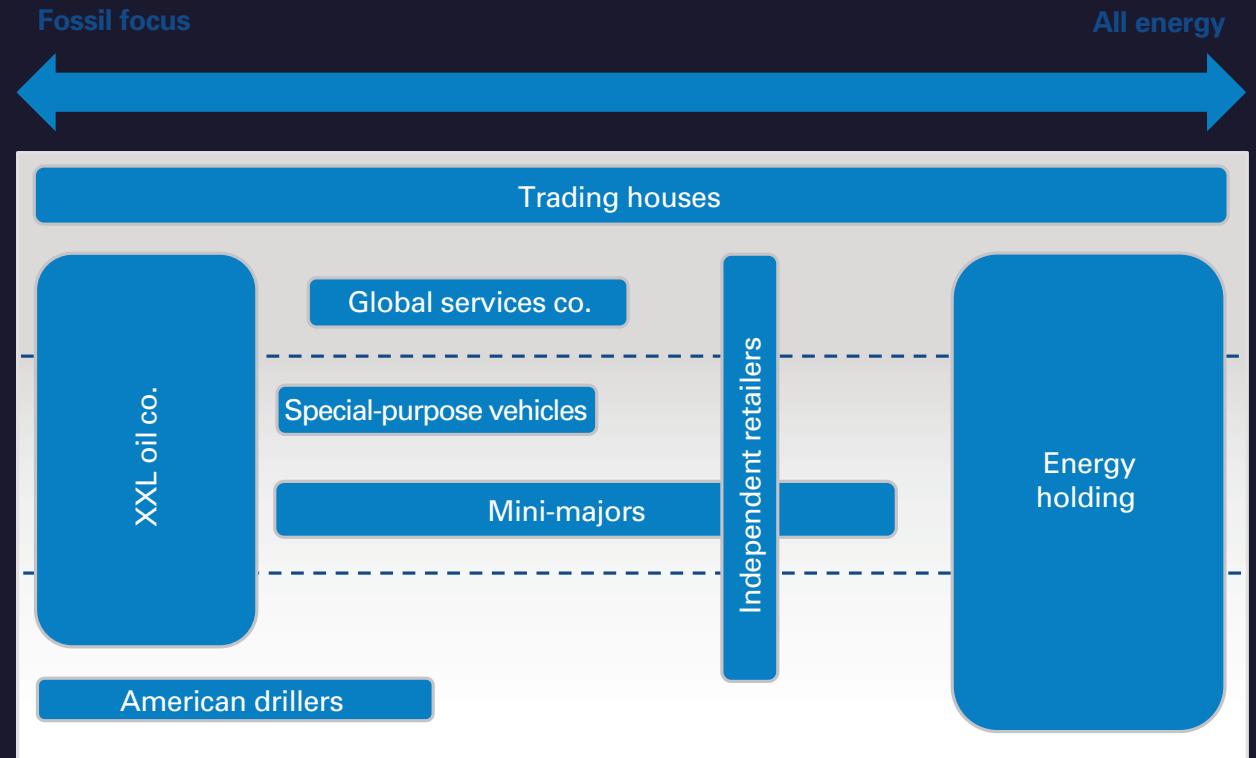 Fossil focus
All energy
Trading houses
Global services co.
XXL oil co.
Special-purpose vehicles
Independent retailers
Energy
holding
Mini-majors
American drillers